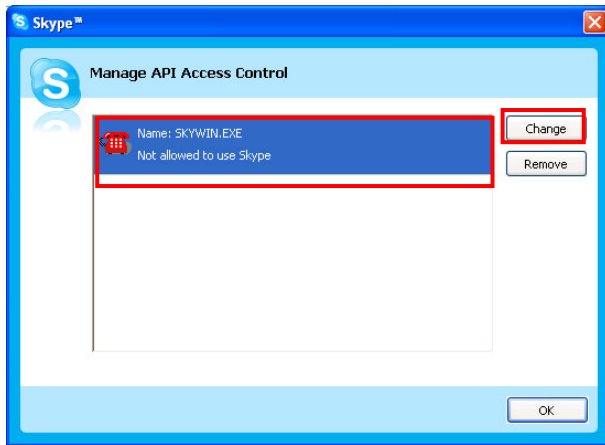 Skype™
Manage API Access Control
Name: SKYWIN.EXE
Not allowed to use Skype
Change
Remove
OK